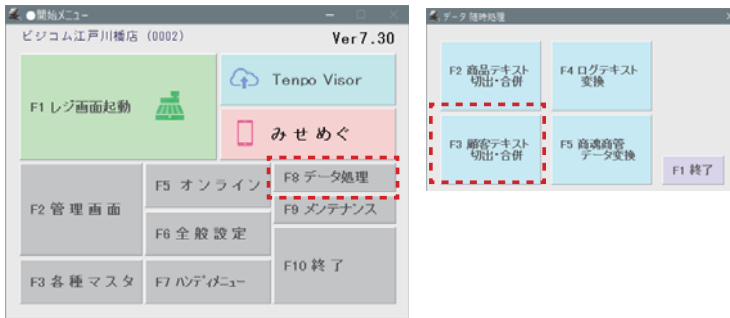 ●開始メニュー
ビジコム江戸川橋店 (0002)
Ver7.30
F1 レジ画面起動
Tenpo Visor
みせめぐ
F2 管理画面
F5 オンライン
F8 データ処理
F9 メンテナンス
F6 全般設定
F3 各種マスタ
F7 ハンディメニュー
F10 終了
データ随時処理
F2 商品テキスト
切出・合併
F4 ログテキスト
変換
F3 顧客テキスト
切出・合併
F5 商魂商管
データ変換
F1 終了